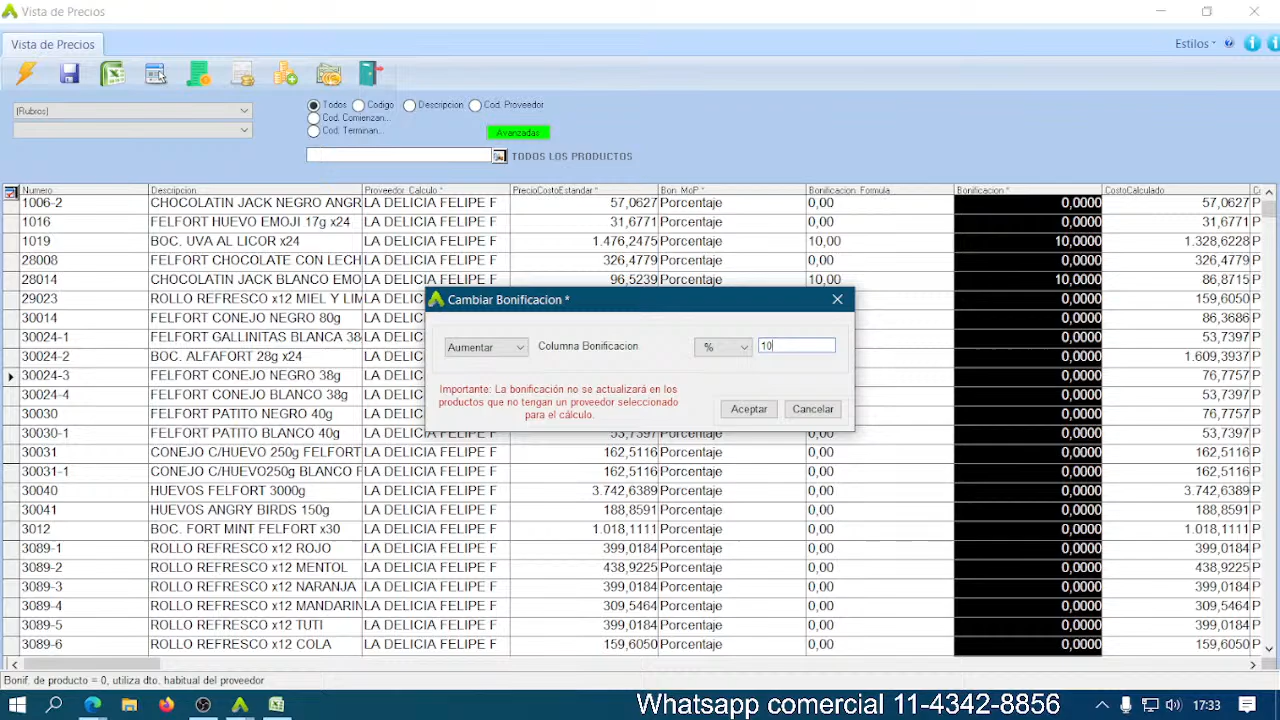 Vista de Precios
Vista de Precios
Estilos
(Rubros)
Todos Codigo Descripcion Cod. Proveedor
Cod. Comienzan...
Cod. Terminan...
Avanzadas
TODOS LOS PRODUCTOS
Numero Descripcion Proveedor Calculo * PrecioCostoEstandar * Bon MoP * Bonificacion Formula Bonificacion * CostoCalculado
1006-2 CHOCOLATIN JACK NEGRO ANGR LA DELICIA FELIPE F 57,0627 Porcentaje 0,00 0,0000 57,0627 P
1016 FELFORT HUEVO EMOJI 17g x24 LA DELICIA FELIPE F 31,6771 Porcentaje 0,00 0,0000 31,6771 P
1019 BOC. UVA AL LICOR x24 LA DELICIA FELIPE F 1.476,2475 Porcentaje 10,00 10,0000 1.328,6228 P
28008 FELFORT CHOCOLATE CON LECH LA DELICIA FELIPE F 326,4779 Porcentaje 0,00 0,0000 326,4779 P
28014 CHOCOLATIN JACK BLANCO EMO LA DELICIA FELIPE F 96,5239 Porcentaje 10,00 10,0000 86,8715 P
29023 ROLLO REFRESCO x12 MIEL Y LIM 0,0000 159,6050 P
30014 FELFORT CONEJO NEGRO 80g 0,0000 86,3686 P
30024-1 FELFORT GALLINITAS BLANCA 38 0,0000 53,7397 P
30024-2 BOC. ALFAFORT 28g x24 0,0000 1.609,3937 P
30024-3 FELFORT CONEJO NEGRO 38g 0,0000 76,7757 P
30024-4 FELFORT CONEJO BLANCO 38g 0,0000 76,7757 P
30030 FELFORT PATITO NEGRO 40g 0,0000 53,7397 P
30030-1 FELFORT PATITO BLANCO 40g LA DELICIA FELIPE F 53,7397 Porcentaje 0,00 0,0000 53,7397 P
30031 CONEJO C/HUEVO 250g FELFORT LA DELICIA FELIPE F 162,5116 Porcentaje 0,00 0,0000 162,5116 P
30031-1 CONEJO C/HUEVO250g BLANCO F LA DELICIA FELIPE F 162,5116 Porcentaje 0,00 0,0000 162,5116 P
30040 HUEVOS FELFORT 3000g LA DELICIA FELIPE F 3.742,6389 Porcentaje 0,00 0,0000 3.742,6389 P
30041 HUEVOS ANGRY BIRDS 150g LA DELICIA FELIPE F 188,8591 Porcentaje 0,00 0,0000 188,8591 P
3012 BOC. FORT MINT FELFORT x30 LA DELICIA FELIPE F 1.018,1111 Porcentaje 0,00 0,0000 1.018,1111 P
3089-1 ROLLO REFRESCO x12 ROJO LA DELICIA FELIPE F 399,0184 Porcentaje 0,00 0,0000 399,0184 P
3089-2 ROLLO REFRESCO x12 MENTOL LA DELICIA FELIPE F 438,9225 Porcentaje 0,00 0,0000 438,9225 P
3089-3 ROLLO REFRESCO x12 NARANJA LA DELICIA FELIPE F 399,0184 Porcentaje 0,00 0,0000 399,0184 P
3089-4 ROLLO REFRESCO x12 MANDARIN LA DELICIA FELIPE F 309,5464 Porcentaje 0,00 0,0000 309,5464 P
3089-5 ROLLO REFRESCO x12 TUTI LA DELICIA FELIPE F 399,0184 Porcentaje 0,00 0,0000 399,0184 P
3089-6 ROLLO REFRESCO x12 COLA LA DELICIA FELIPE F 159,6050 Porcentaje 0,00 0,0000 159,6050 P
Cambiar Bonificacion *
Aumentar Columna Bonificacion % 10
Importante: La bonificación no se actualizará en los
productos que no tengan un proveedor seleccionado
para el cálculo.
Aceptar Cancelar
Bonif. de producto = 0, utiliza dto. habitual del proveedor
Whatsapp comercial 11-4342-8856
17:33